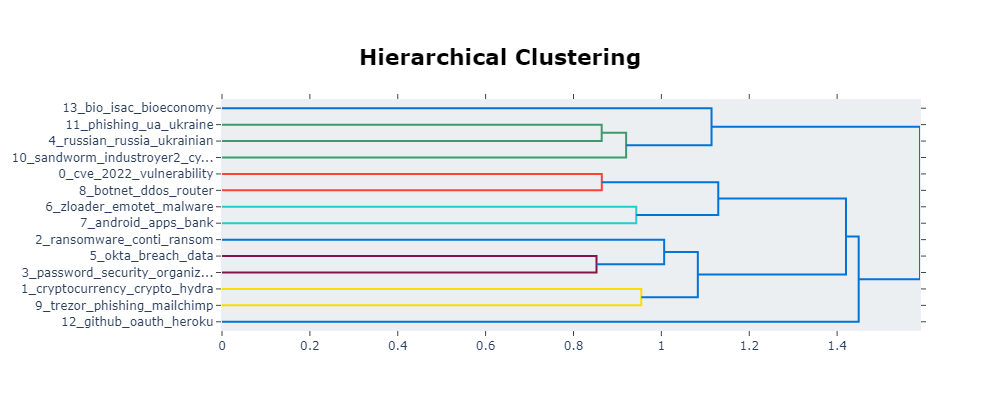 Hierarchical Clustering
13_bio_isac_bioeconomy
11_phishing_ua_ukraine
4_russian_russia_ukrainian
10_sandworm_industroyer2_cy...
0_cve_2022_vulnerability
8_botnet_ddos_router
6_zloader_emotet_malware
7_android_apps_bank
2_ransomware_conti_ransom
5_okta_breach_data
3_password_security_organiz...
1_cryptocurrency_crypto_hydra
9_trezor_phishing_mailchimp
12_github_oauth_heroku
0 0.2 0.4 0.6 0.8 1 1.2 1.4